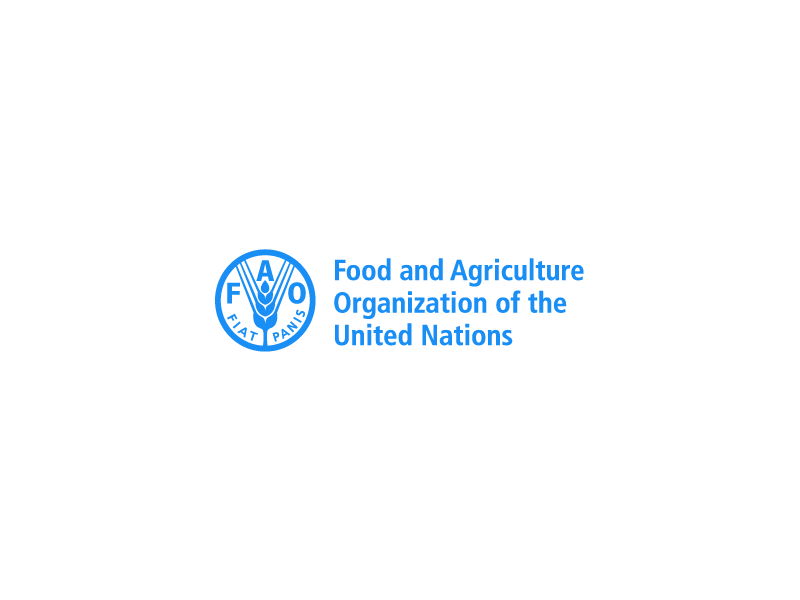 F A O
FIAT PANIS
Food and Agriculture
Organization of the
United Nations